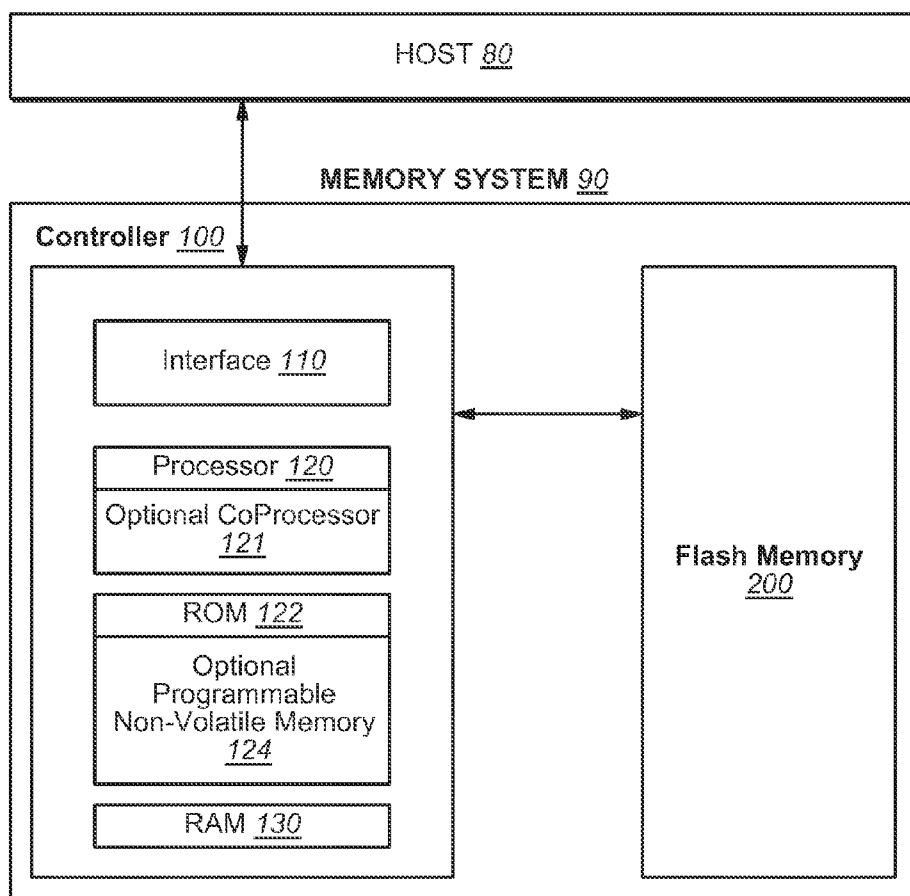 HOST 80
MEMORY SYSTEM 90
Controller 100
Interface 110
Processor 120
Optional CoProcessor
121
ROM 122
Optional
Programmable
Non-Volatile Memory
124
RAM 130
Flash Memory
200